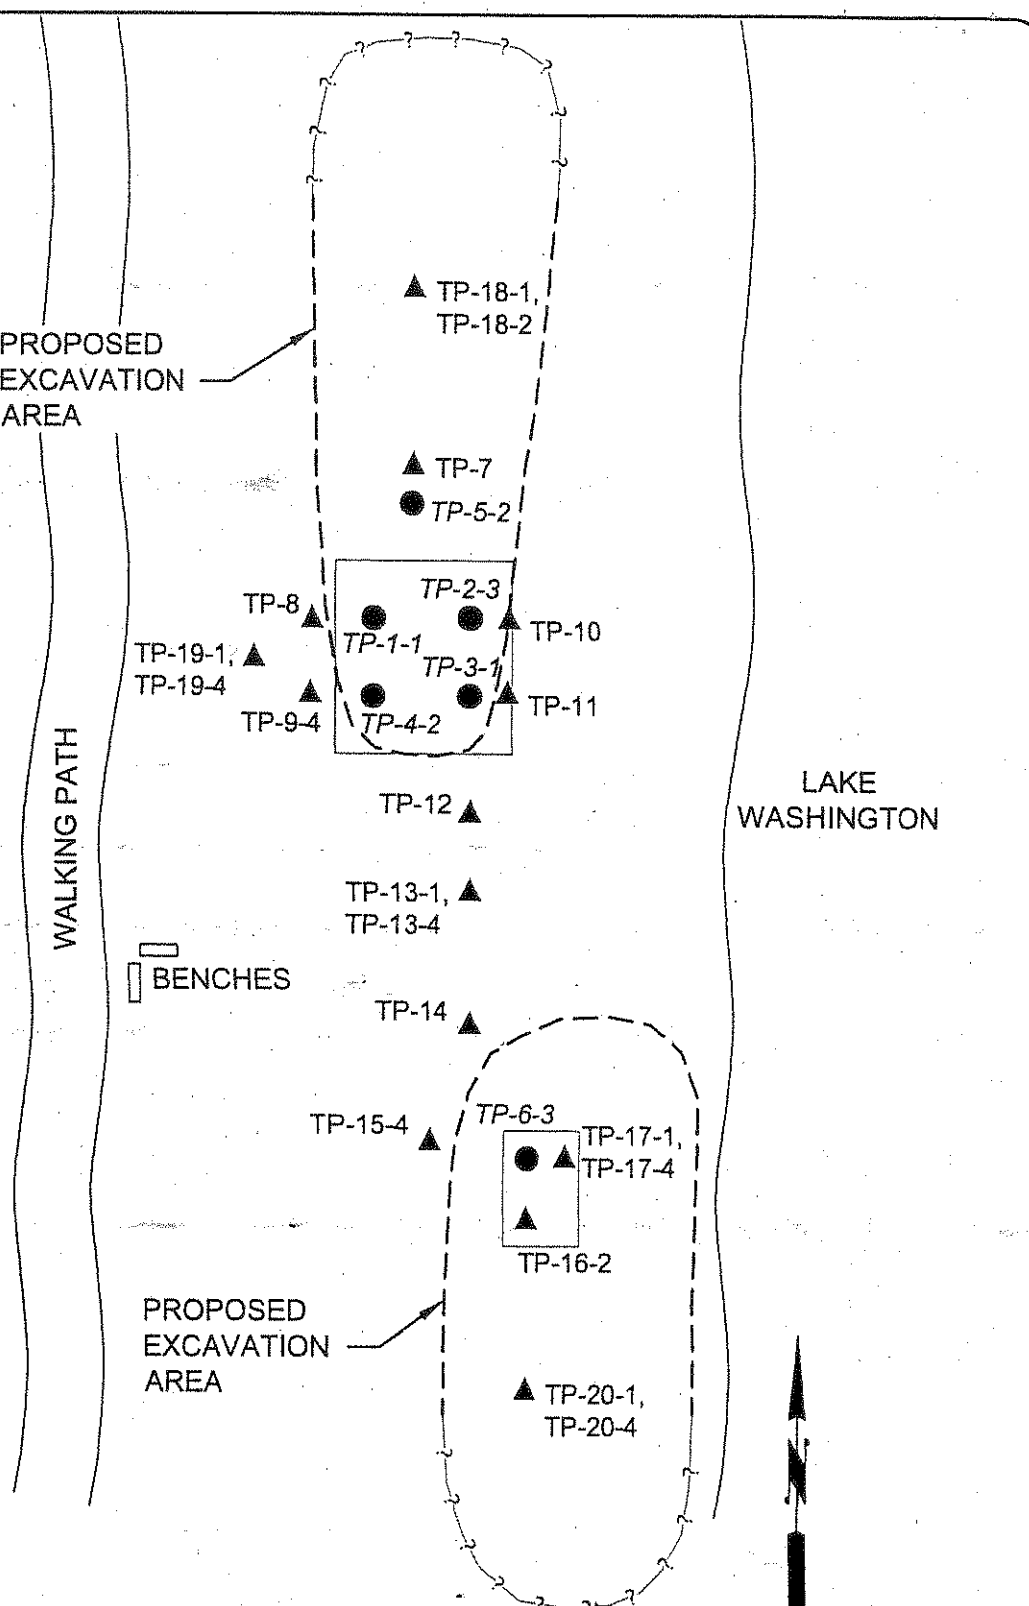 TP-18-1,
TP-18-2
PROPOSED
EXCAVATION
AREA
TP-7
TP-5-2
TP-2-3
TP-8
TP-10
TP-1-1
TP-19-1,
TP-19-4
TP-3-1
TP-9-4
TP-4-2
TP-11
WALKING PATH
LAKE
WASHINGTON
TP-12
TP-13-1,
TP-13-4
BENCHES
TP-14
TP-15-4
TP-6-3
TP-17-1,
TP-17-4
TP-16-2
PROPOSED
EXCAVATION
AREA
TP-20-1,
TP-20-4
N